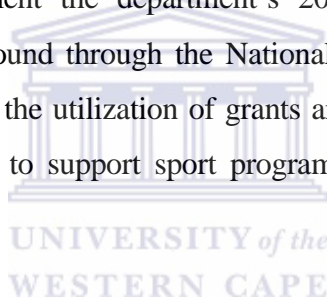 ment the department's 20
ound through the National
the utilization of grants a
to support sport program
UNIVERSITY of the
WESTERN CAPE